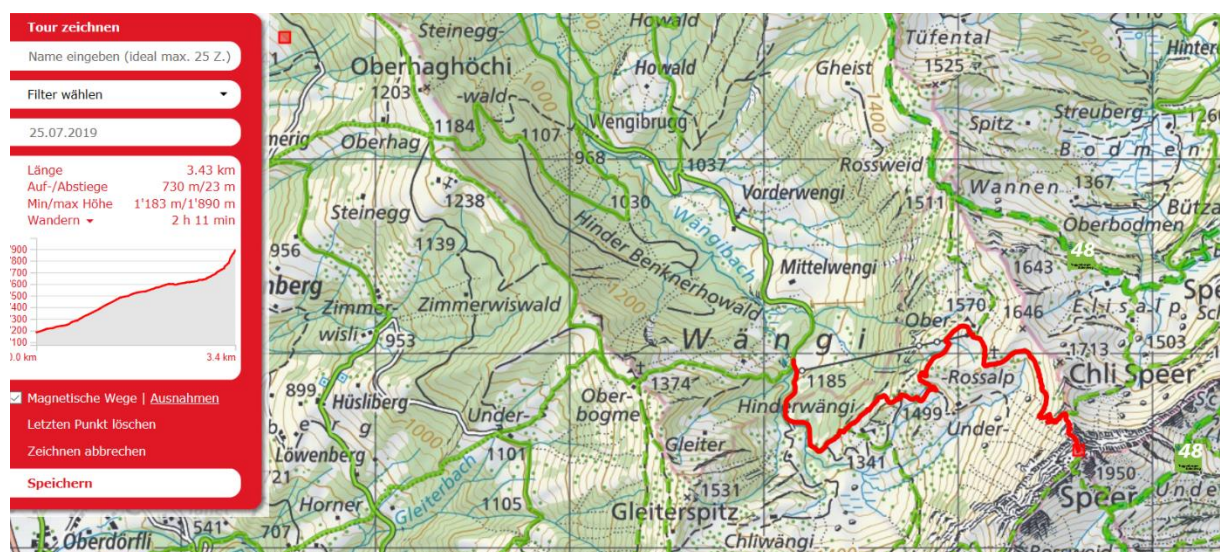 Tour zeichnen
Name eingeben (ideal max. 25 Z.)
Filter wählen
25.07.2019
Länge 3.43 km
Auf-/Abstiege 730 m/23 m
Min/max Höhe 1'183 m/1'890 m
Wandern 2 h 11 min
'900
'800
'700
'600
'500
'400
'300
'200
'100
0.0 km 3.4 km
Magnetische Wege | Ausnahmen
Letzten Punkt löschen
Zeichnen abbrechen
Speichern
Steinegg-
Howald
Tüfental
1525
Oberhaghöchi
1203
-wald-
1000
Howald
Gheist
1400
1200
Streuberg
Spitz
1184
1107
Wengibrugg
merig
Oberhag
968
1037
Rossweid
Bodmen
Wannen
1367
1238
1030
Vorderwengi
1511
Oberbodmen
Steinegg
Wängibach
956
1139
Hinder Benknerhowald
Mittelwengi
1643
48
Elisalp
Zimmerwiswald
1200
1570
1646
Zimmer-
wisli
953
Wängi
Ober-
1713
1503
Chli Speer
899
1374
1185
-Rossalp
Hüsliberg
Ober-
bogme
Hinderwängi
1499
Under-
1000
Under-
Löwenberg
Gleiter
1101
1341
48
1950
Horner
Gleiterbach
1105
1531
Gleiterspitz
Speer
541
707
Oberdörfli
Chliwängi